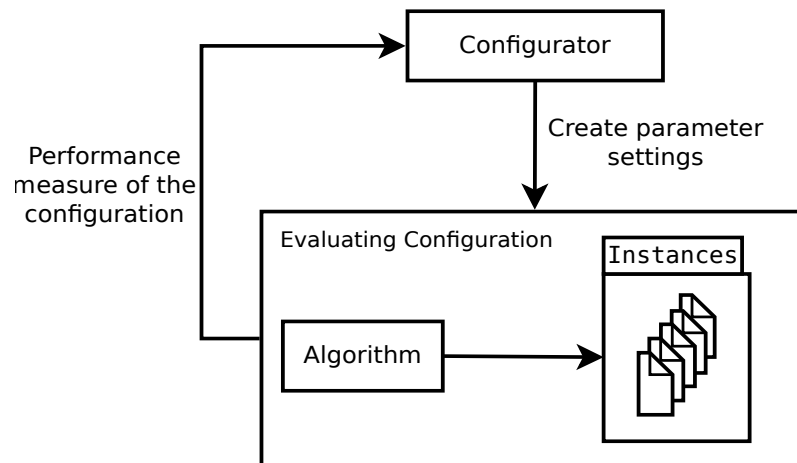 Configurator
Create parameter
settings
Performance
measure of the
configuration
Evaluating Configuration
Instances
Algorithm